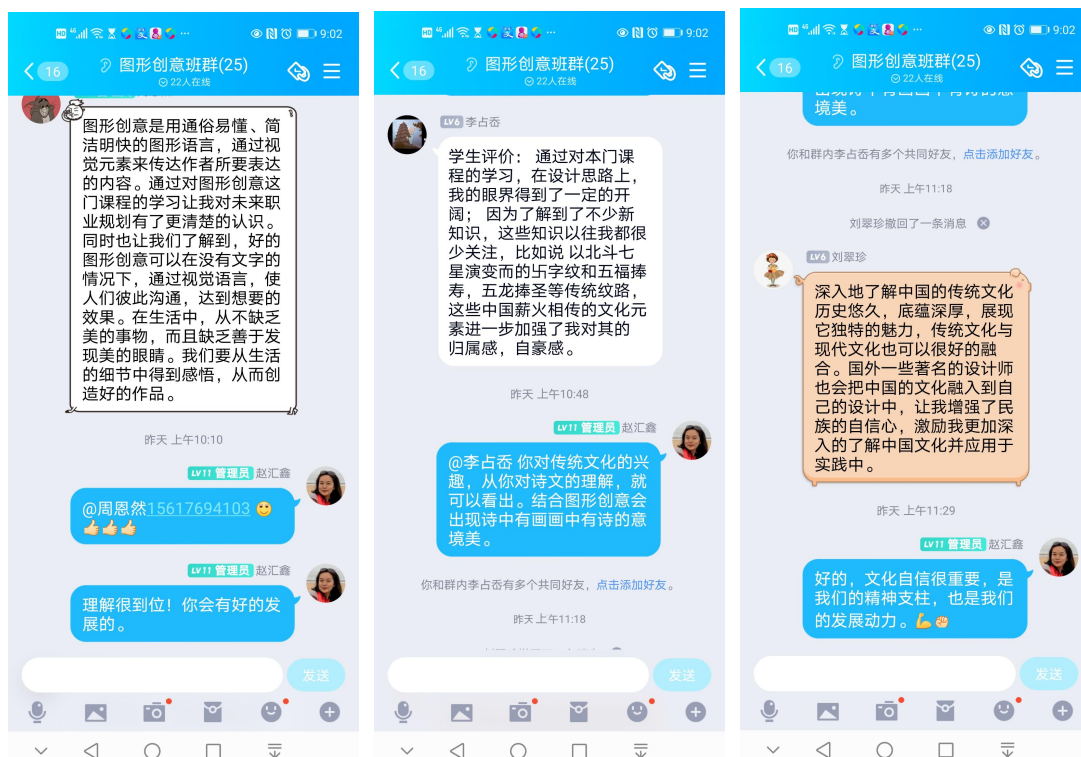 9:02
16
图形创意班群(25)
22人在线
图形创意是用通俗易懂、简
洁明快的图形语言，通过视
觉元素来传达作者所要表达
的内容。通过对图形创意这
门课程的学习让我对未来职
业规划有了更清楚的认识。
同时也让我们了解到，好的
图形创意可以在没有文字的
情况下，通过视觉语言，使
人们彼此沟通，达到想要的
效果。在生活中，从不缺乏
美的事物，而且缺乏善于发
现美的眼睛。我们要从生活
的细节中得到感悟，从而创
造好的作品。
昨天 上午10:10
LV11 管理员 赵汇鑫
@周恩然15617694103
LV11 管理员 赵汇鑫
理解很到位！你会有好的发
展的。
发送
9:02
16
图形创意班群(25)
22人在线
LV6 李占岙
学生评价： 通过对本门课
程的学习，在设计思路上，
我的眼界得到了一定的开
阔； 因为了解到了不少新
知识，这些知识以往我都很
少关注，比如说 以北斗七
星演变而的卐字纹和五福捧
寿，五龙捧圣等传统纹路，
这些中国薪火相传的文化元
素进一步加强了我对其的
归属感，自豪感。
昨天 上午10:48
LV11 管理员 赵汇鑫
@李占岙 你对传统文化的兴
趣，从你对诗文的理解，就
可以看出。结合图形创意会
出现诗中有画画中有诗的意
境美。
你和群内李占岙有多个共同好友，点击添加好友。
昨天 上午11:18
发送
9:02
16
图形创意班群(25)
22人在线
境美。
你和群内李占岙有多个共同好友，点击添加好友。
昨天 上午11:18
刘翠珍撤回了一条消息
LV6 刘翠珍
深入地了解中国的传统文化
历史悠久，底蕴深厚，展现
它独特的魅力，传统文化与
现代文化也可以很好的融
合。国外一些著名的设计师
也会把中国的文化融入到自
己的设计中，让我增强了民
族的自信心，激励我更加深
入的了解中国文化并应用于
实践中。
昨天 上午11:29
LV11 管理员 赵汇鑫
好的，文化自信很重要，是
我们的精神支柱，也是我们
的发展动力。
发送